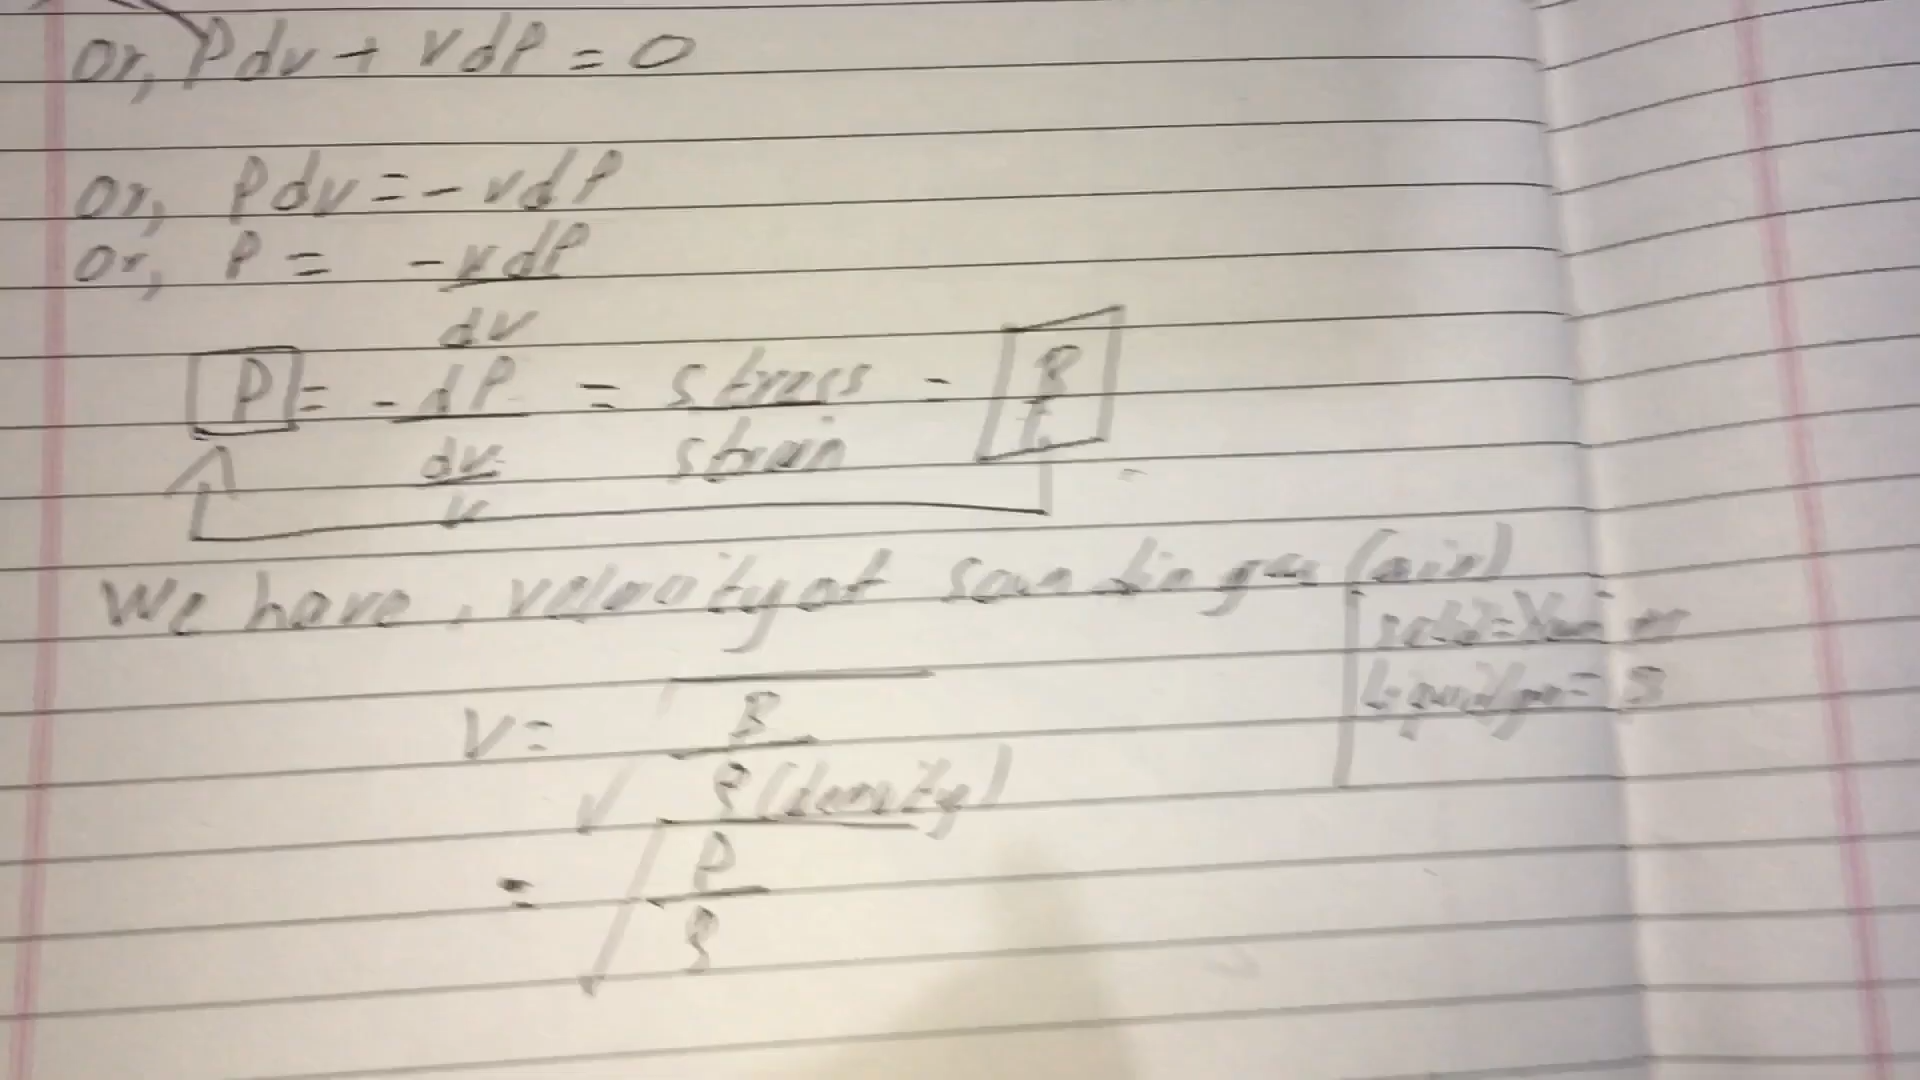 or, Pdv + vdP = 0
or, Pdv = - vdP
or, P = - vdP
dv
P = - dP = stress = B
dv strain
v
We have, velocity of sound in gas (air)
V = √ B
ρ (density)
= √ P
ρ